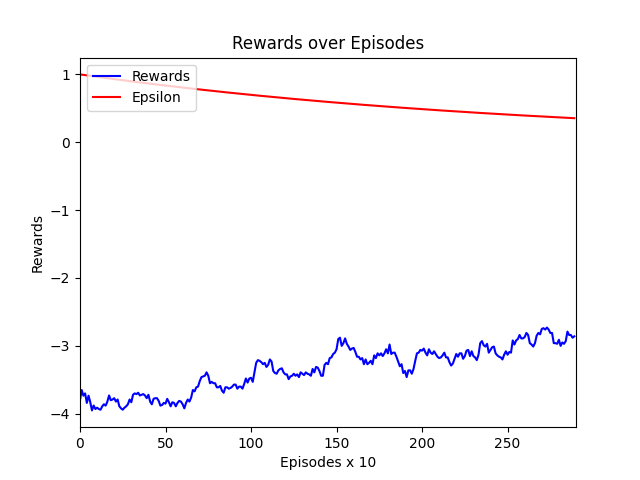 Rewards over Episodes
Rewards
Epsilon
1
0
−1
−2
−3
−4
Rewards
0 50 100 150 200 250
Episodes x 10